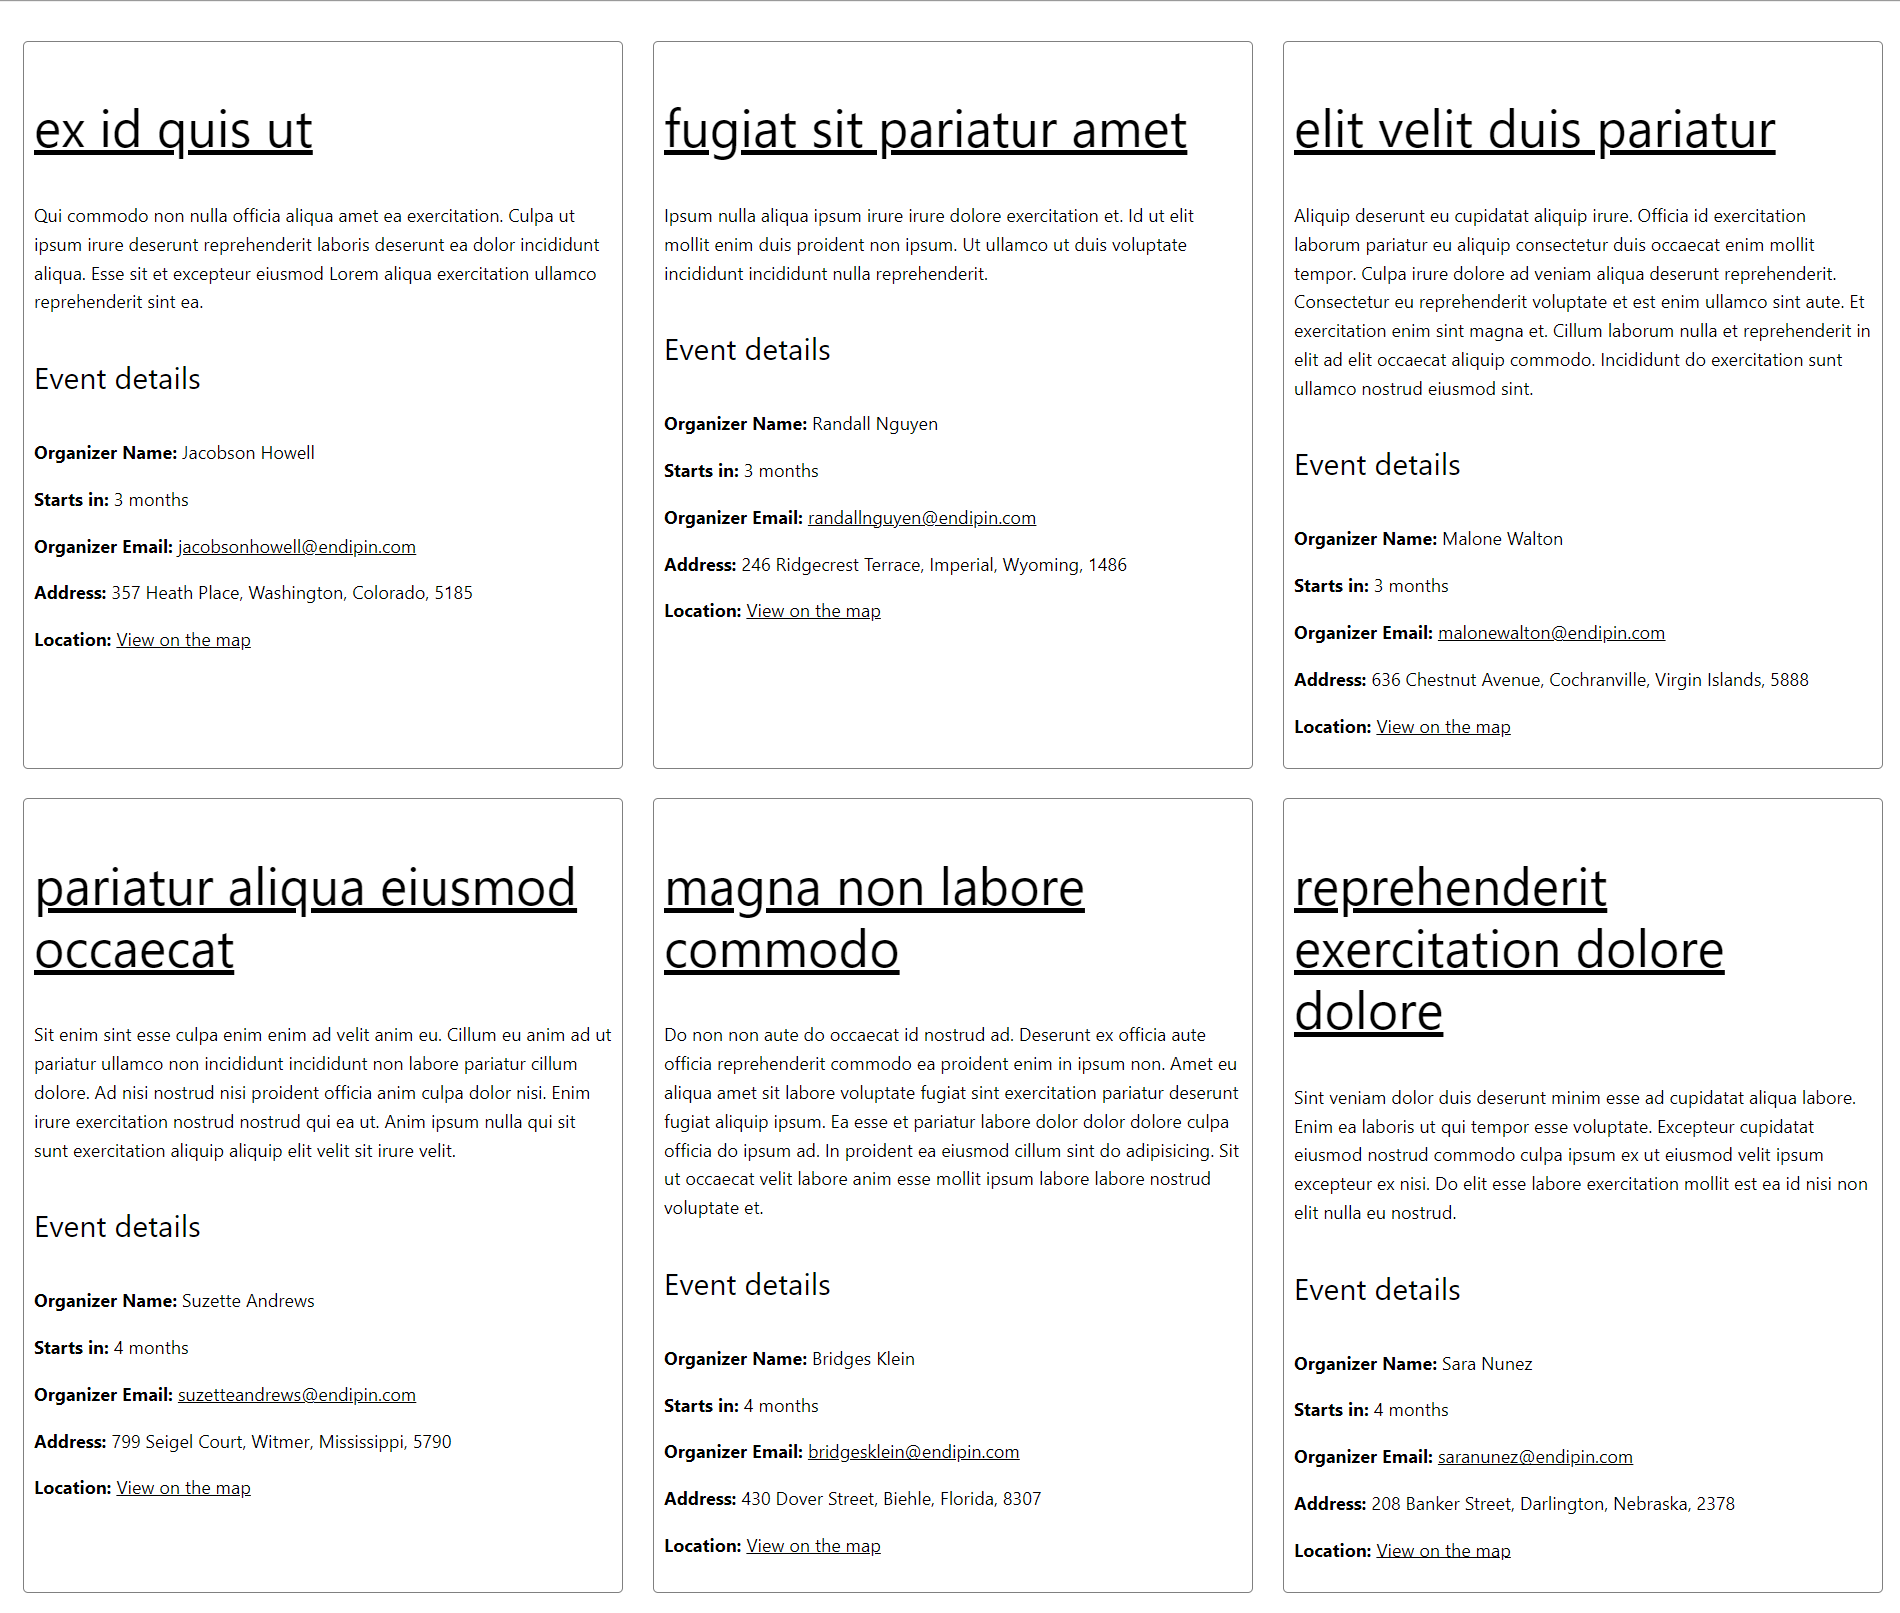 ex id quis ut
Qui commodo non nulla officia aliqua amet ea exercitation. Culpa ut
ipsum irure deserunt reprehenderit laboris deserunt ea dolor incididunt
aliqua. Esse sit et excepteur eiusmod Lorem aliqua exercitation ullamco
reprehenderit sint ea.
Event details
Organizer Name: Jacobson Howell
Starts in: 3 months
Organizer Email: jacobsonhowell@endipin.com
Address: 357 Heath Place, Washington, Colorado, 5185
Location: View on the map
fugiat sit pariatur amet
Ipsum nulla aliqua ipsum irure irure dolore exercitation et. Id ut elit
mollit enim duis proident non ipsum. Ut ullamco ut duis voluptate
incididunt incididunt nulla reprehenderit.
Event details
Organizer Name: Randall Nguyen
Starts in: 3 months
Organizer Email: randallnguyen@endipin.com
Address: 246 Ridgecrest Terrace, Imperial, Wyoming, 1486
Location: View on the map
elit velit duis pariatur
Aliquip deserunt eu cupidatat aliquip irure. Officia id exercitation
laborum pariatur eu aliquip consectetur duis occaecat enim mollit
tempor. Culpa irure dolore ad veniam aliqua deserunt reprehenderit.
Consectetur eu reprehenderit voluptate et est enim ullamco sint aute. Et
exercitation enim sint magna et. Cillum laborum nulla et reprehenderit in
elit ad elit occaecat aliquip commodo. Incididunt do exercitation sunt
ullamco nostrud eiusmod sint.
Event details
Organizer Name: Malone Walton
Starts in: 3 months
Organizer Email: malonewalton@endipin.com
Address: 636 Chestnut Avenue, Cochranville, Virgin Islands, 5888
Location: View on the map
pariatur aliqua eiusmod
occaecat
Sit enim sint esse culpa enim enim ad velit anim eu. Cillum eu anim ad ut
pariatur ullamco non incididunt incididunt non labore pariatur cillum
dolore. Ad nisi nostrud nisi proident officia anim culpa dolor nisi. Enim
irure exercitation nostrud nostrud qui ea ut. Anim ipsum nulla qui sit
sunt exercitation aliquip aliquip elit velit sit irure velit.
Event details
Organizer Name: Suzette Andrews
Starts in: 4 months
Organizer Email: suzetteandrews@endipin.com
Address: 799 Seigel Court, Witmer, Mississippi, 5790
Location: View on the map
magna non labore
commodo
Do non non aute do occaecat id nostrud ad. Deserunt ex officia aute
officia reprehenderit commodo ea proident enim in ipsum non. Amet eu
aliqua amet sit labore voluptate fugiat sint exercitation pariatur deserunt
fugiat aliquip ipsum. Ea esse et pariatur labore dolor dolor dolore culpa
officia do ipsum ad. In proident ea eiusmod cillum sint do adipisicing. Sit
ut occaecat velit labore anim esse mollit ipsum labore labore nostrud
voluptate et.
Event details
Organizer Name: Bridges Klein
Starts in: 4 months
Organizer Email: bridgesklein@endipin.com
Address: 430 Dover Street, Biehle, Florida, 8307
Location: View on the map
reprehenderit
exercitation dolore
dolore
Sint veniam dolor duis deserunt minim esse ad cupidatat aliqua labore.
Enim ea laboris ut qui tempor esse voluptate. Excepteur cupidatat
eiusmod nostrud commodo culpa ipsum ex ut eiusmod velit ipsum
excepteur ex nisi. Do elit esse labore exercitation mollit est ea id nisi non
elit nulla eu nostrud.
Event details
Organizer Name: Sara Nunez
Starts in: 4 months
Organizer Email: saranunez@endipin.com
Address: 208 Banker Street, Darlington, Nebraska, 2378
Location: View on the map